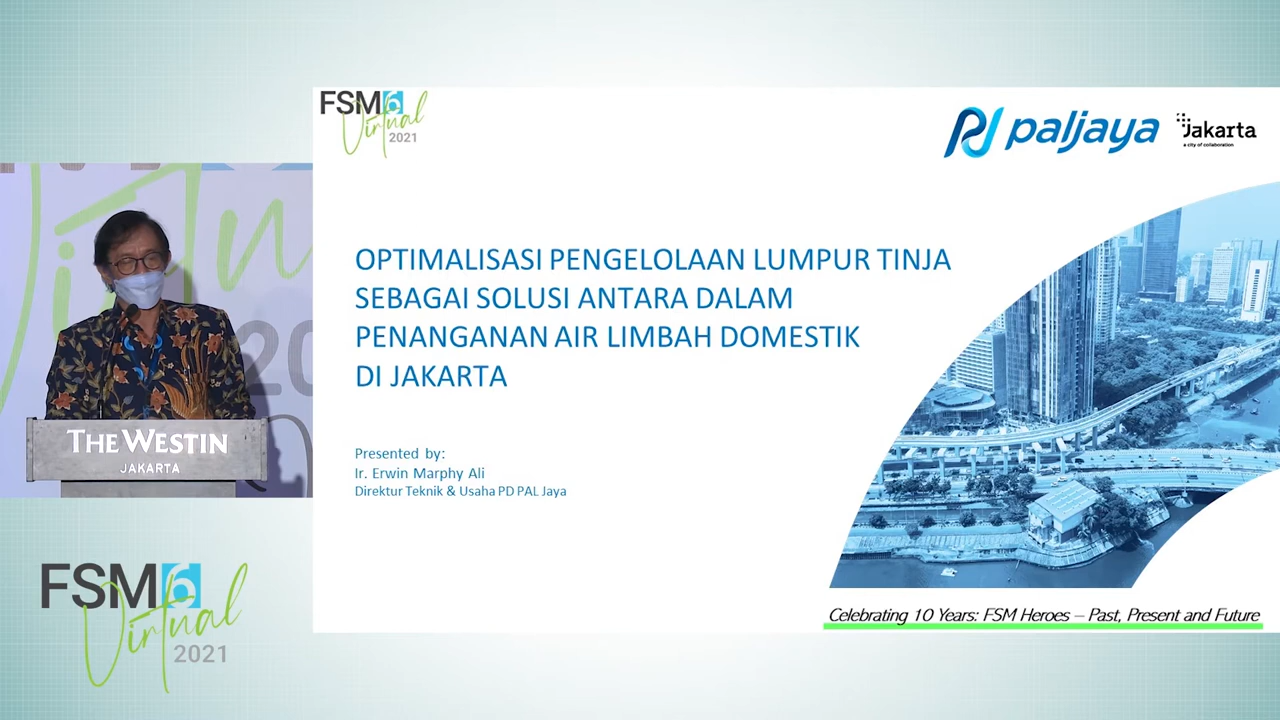 FSM6
Virtual
2021
paljaya
Jakarta
a city of collaboration
OPTIMALISASI PENGELOLAAN LUMPUR TINJA
SEBAGAI SOLUSI ANTARA DALAM
PENANGANAN AIR LIMBAH DOMESTIK
DI JAKARTA
Presented by:
Ir. Erwin Marphy Ali
Direktur Teknik & Usaha PD PAL Jaya
Celebrating 10 Years: FSM Heroes – Past, Present and Future
THE WESTIN
JAKARTA
FSM6
Virtual
2021